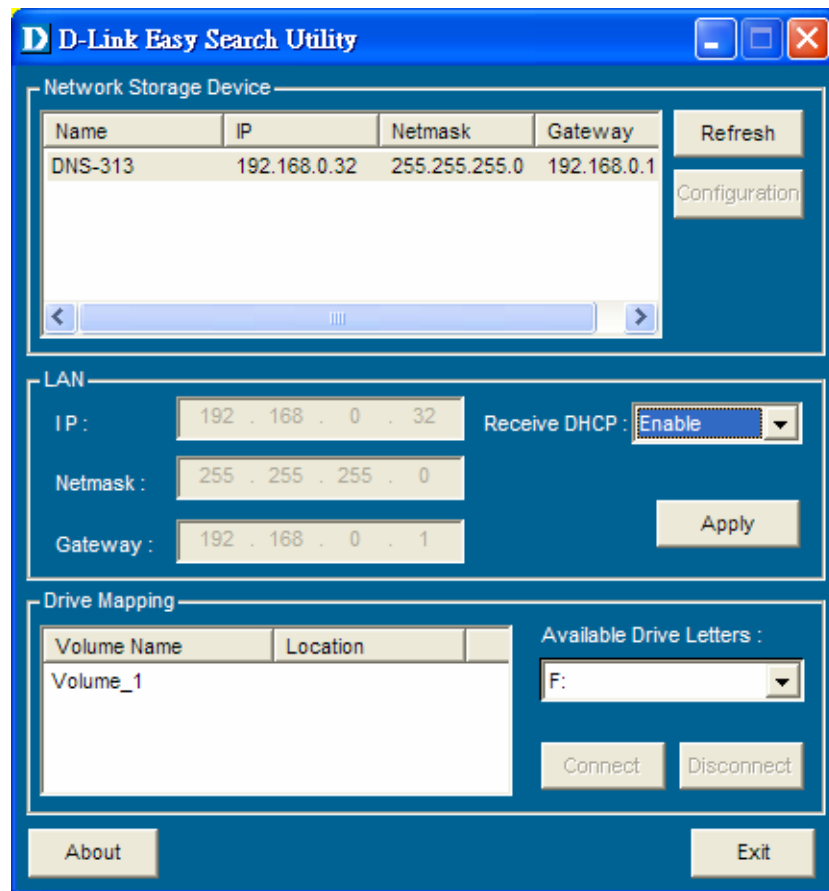 D-Link Easy Search Utility
Network Storage Device
Name IP Netmask Gateway
DNS-313 192.168.0.32 255.255.255.0 192.168.0.1
Refresh
Configuration
LAN
IP : 192 . 168 . 0 . 32
Receive DHCP : Enable
Netmask : 255 . 255 . 255 . 0
Gateway : 192 . 168 . 0 . 1
Apply
Drive Mapping
Volume Name Location
Volume_1
Available Drive Letters :
F:
Connect Disconnect
About Exit